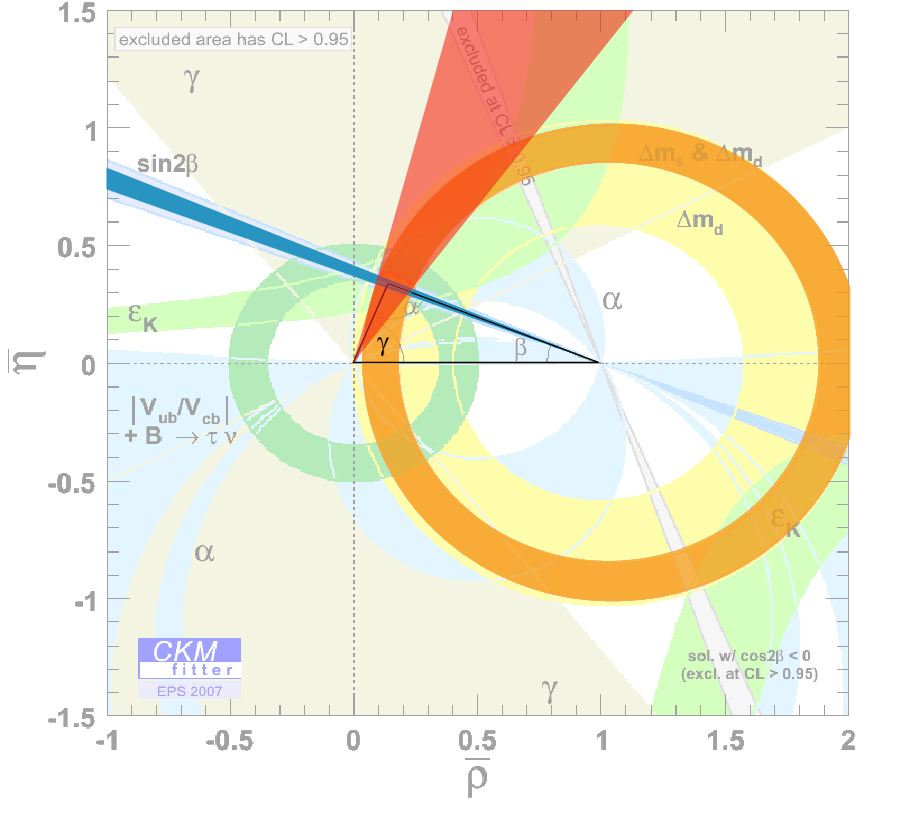 1.5
excluded area has CL > 0.95
γ
excluded at CL > 0.95
1
sin2β
Δm_s & Δm_d
Δm_d
0.5
ε_K
α
α
γ
β
η̅
0
|V_ub/V_cb|
+ B → τ ν
-0.5
ε_K
α
-1
CKM
fitter
EPS 2007
sol. w/ cos2β < 0
(excl. at CL > 0.95)
γ
-1.5
-1 -0.5 0 0.5 1 1.5 2
ρ̅